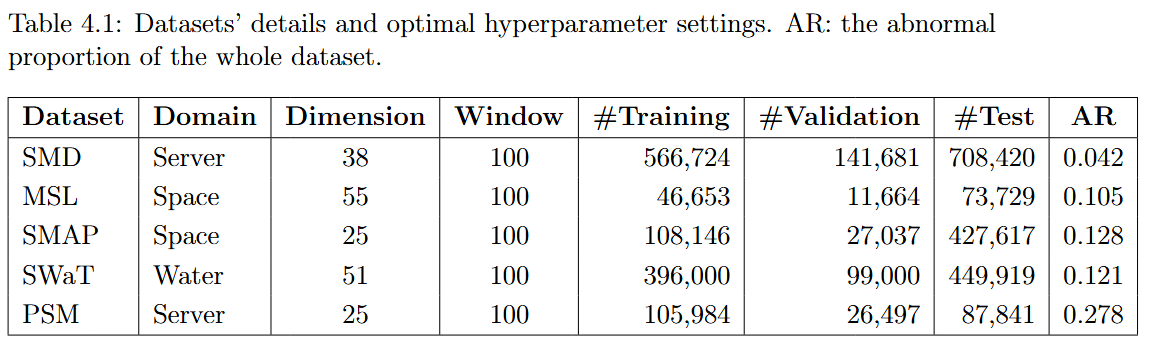 Table 4.1: Datasets' details and optimal hyperparameter settings. AR: the abnormal
proportion of the whole dataset.
Dataset Domain Dimension Window #Training #Validation #Test AR
SMD Server 38 100 566,724 141,681 708,420 0.042
MSL Space 55 100 46,653 11,664 73,729 0.105
SMAP Space 25 100 108,146 27,037 427,617 0.128
SWaT Water 51 100 396,000 99,000 449,919 0.121
PSM Server 25 100 105,984 26,497 87,841 0.278